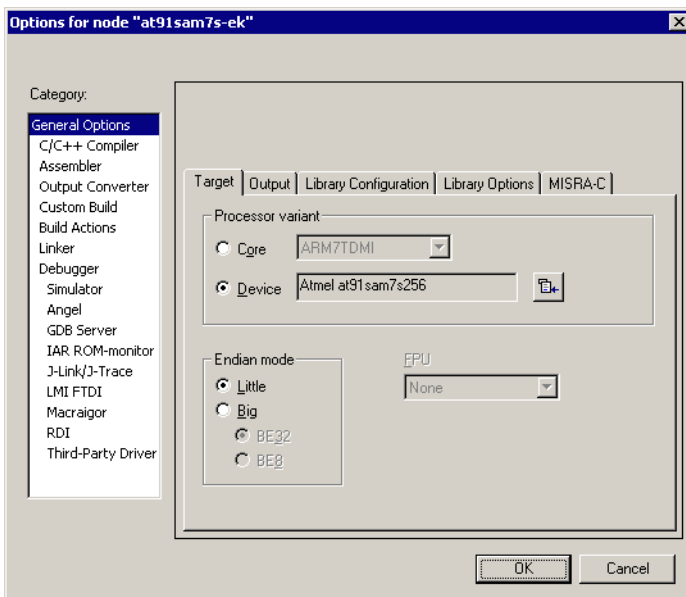 Options for node "at91sam7s-ek"
Category:
General Options
C/C++ Compiler
Assembler
Output Converter
Custom Build
Build Actions
Linker
Debugger
Simulator
Angel
GDB Server
IAR ROM-monitor
J-Link/J-Trace
LMI FTDI
Macraigor
RDI
Third-Party Driver
Target Output Library Configuration Library Options MISRA-C
Processor variant
Core ARM7TDMI
Device Atmel at91sam7s256
Endian mode
Little
Big
BE32
BE8
FPU
None
OK Cancel